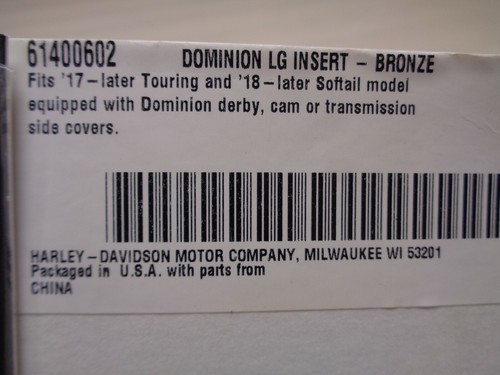 61400602 DOMINION LG INSERT - BRONZE
Fits '17-later Touring and '18-later Softail model
equipped with Dominion derby, cam or transmission
side covers.
HARLEY-DAVIDSON MOTOR COMPANY, MILWAUKEE WI 53201
Packaged in U.S.A. with parts from
CHINA